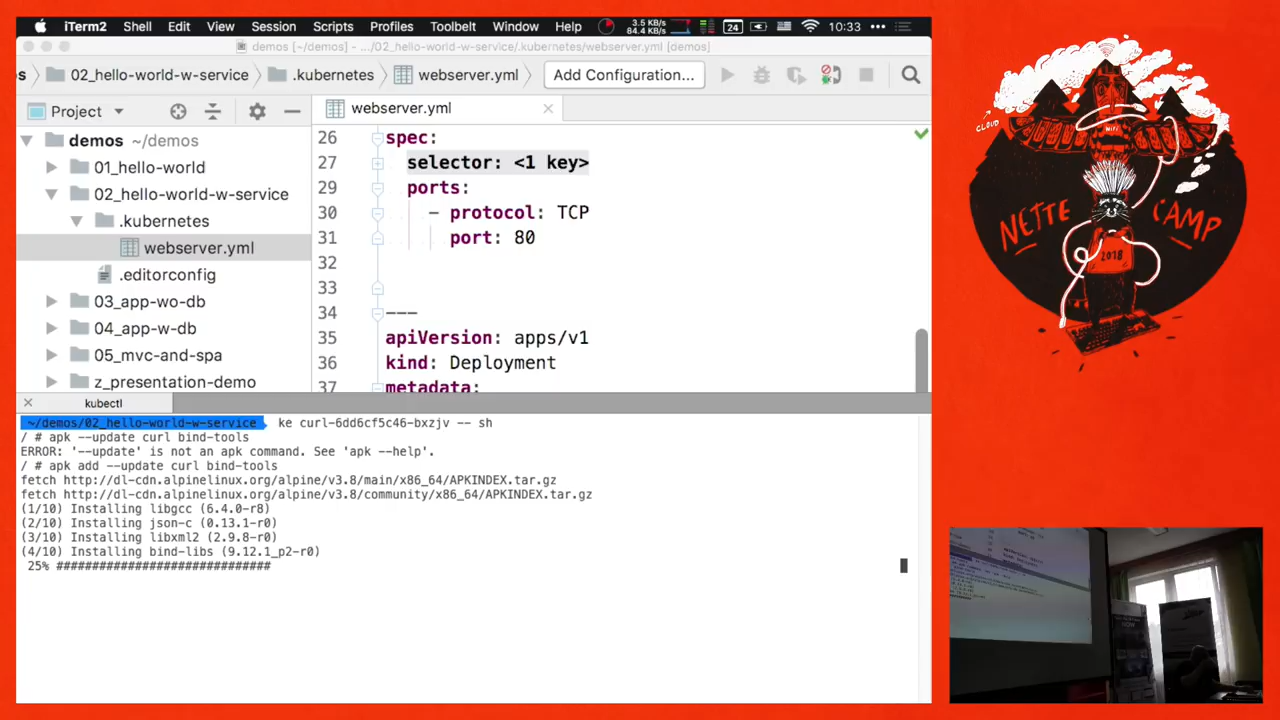 iTerm2 Shell Edit View Session Scripts Profiles Toolbelt Window Help 3.5 KB/s 84.4 KB/s 24 10:33
demos [~/demos] - .../02_hello-world-w-service/.kubernetes/webserver.yml [demos]
s 02_hello-world-w-service .kubernetes webserver.yml Add Configuration...
Project
webserver.yml
demos ~/demos
01_hello-world
02_hello-world-w-service
.kubernetes
webserver.yml
.editorconfig
03_app-wo-db
04_app-w-db
05_mvc-and-spa
z_presentation-demo
26 spec:
27 selector: <1 key>
29 ports:
30 - protocol: TCP
31 port: 80
32
33
34 ---
35 apiVersion: apps/v1
36 kind: Deployment
37 metadata:
kubectl
~/demos/02_hello-world-w-service ke curl-6dd6cf5c46-bxzjv -- sh
/ # apk --update curl bind-tools
ERROR: '--update' is not an apk command. See 'apk --help'.
/ # apk add --update curl bind-tools
fetch http://dl-cdn.alpinelinux.org/alpine/v3.8/main/x86_64/APKINDEX.tar.gz
fetch http://dl-cdn.alpinelinux.org/alpine/v3.8/community/x86_64/APKINDEX.tar.gz
(1/10) Installing libgcc (6.4.0-r8)
(2/10) Installing json-c (0.13.1-r0)
(3/10) Installing libxml2 (2.9.8-r0)
(4/10) Installing bind-libs (9.12.1_p2-r0)
25% ##############################
CLOUD
WiFi
NETTE CAMP
2018